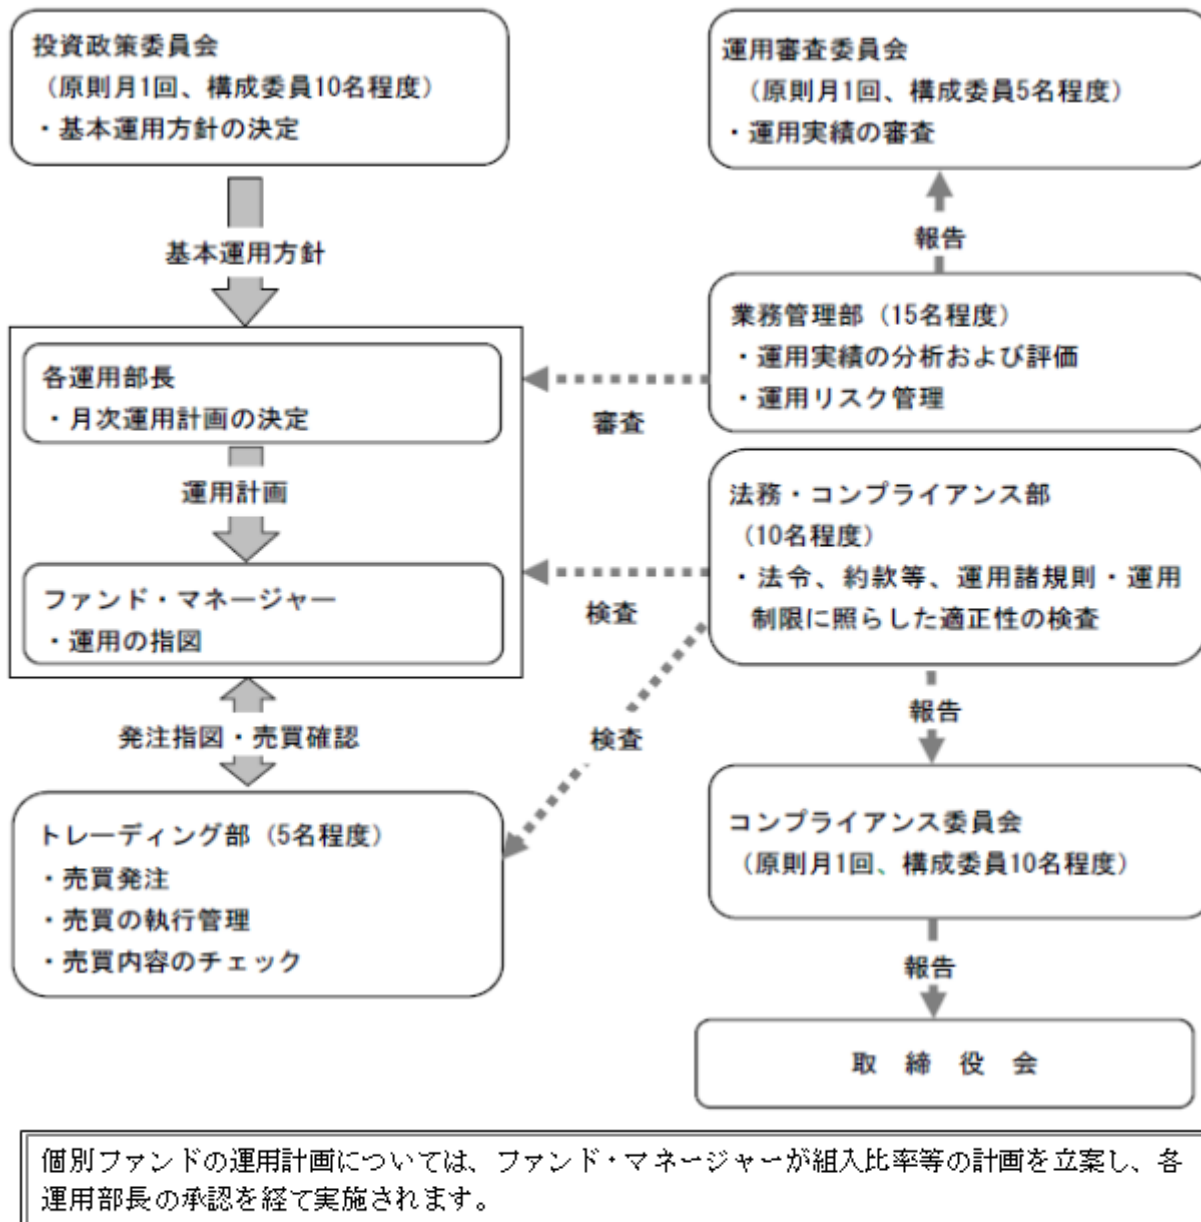 投資政策委員会
（原則月1回、構成委員10名程度）
・基本運用方針の決定
基本運用方針
各運用部長
・月次運用計画の決定
運用計画
ファンド・マネージャー
・運用の指図
発注指図・売買確認
トレーディング部（5名程度）
・売買発注
・売買の執行管理
・売買内容のチェック
運用審査委員会
（原則月1回、構成委員5名程度）
・運用実績の審査
報告
業務管理部（15名程度）
・運用実績の分析および評価
・運用リスク管理
審査
法務・コンプライアンス部
（10名程度）
・法令、約款等、運用諸規則・運用
制限に照らした適正性の検査
検査
検査
報告
コンプライアンス委員会
（原則月1回、構成委員10名程度）
報告
取締役会
個別ファンドの運用計画については、ファンド・マネージャーが組入比率等の計画を立案し、各
運用部長の承認を経て実施されます。